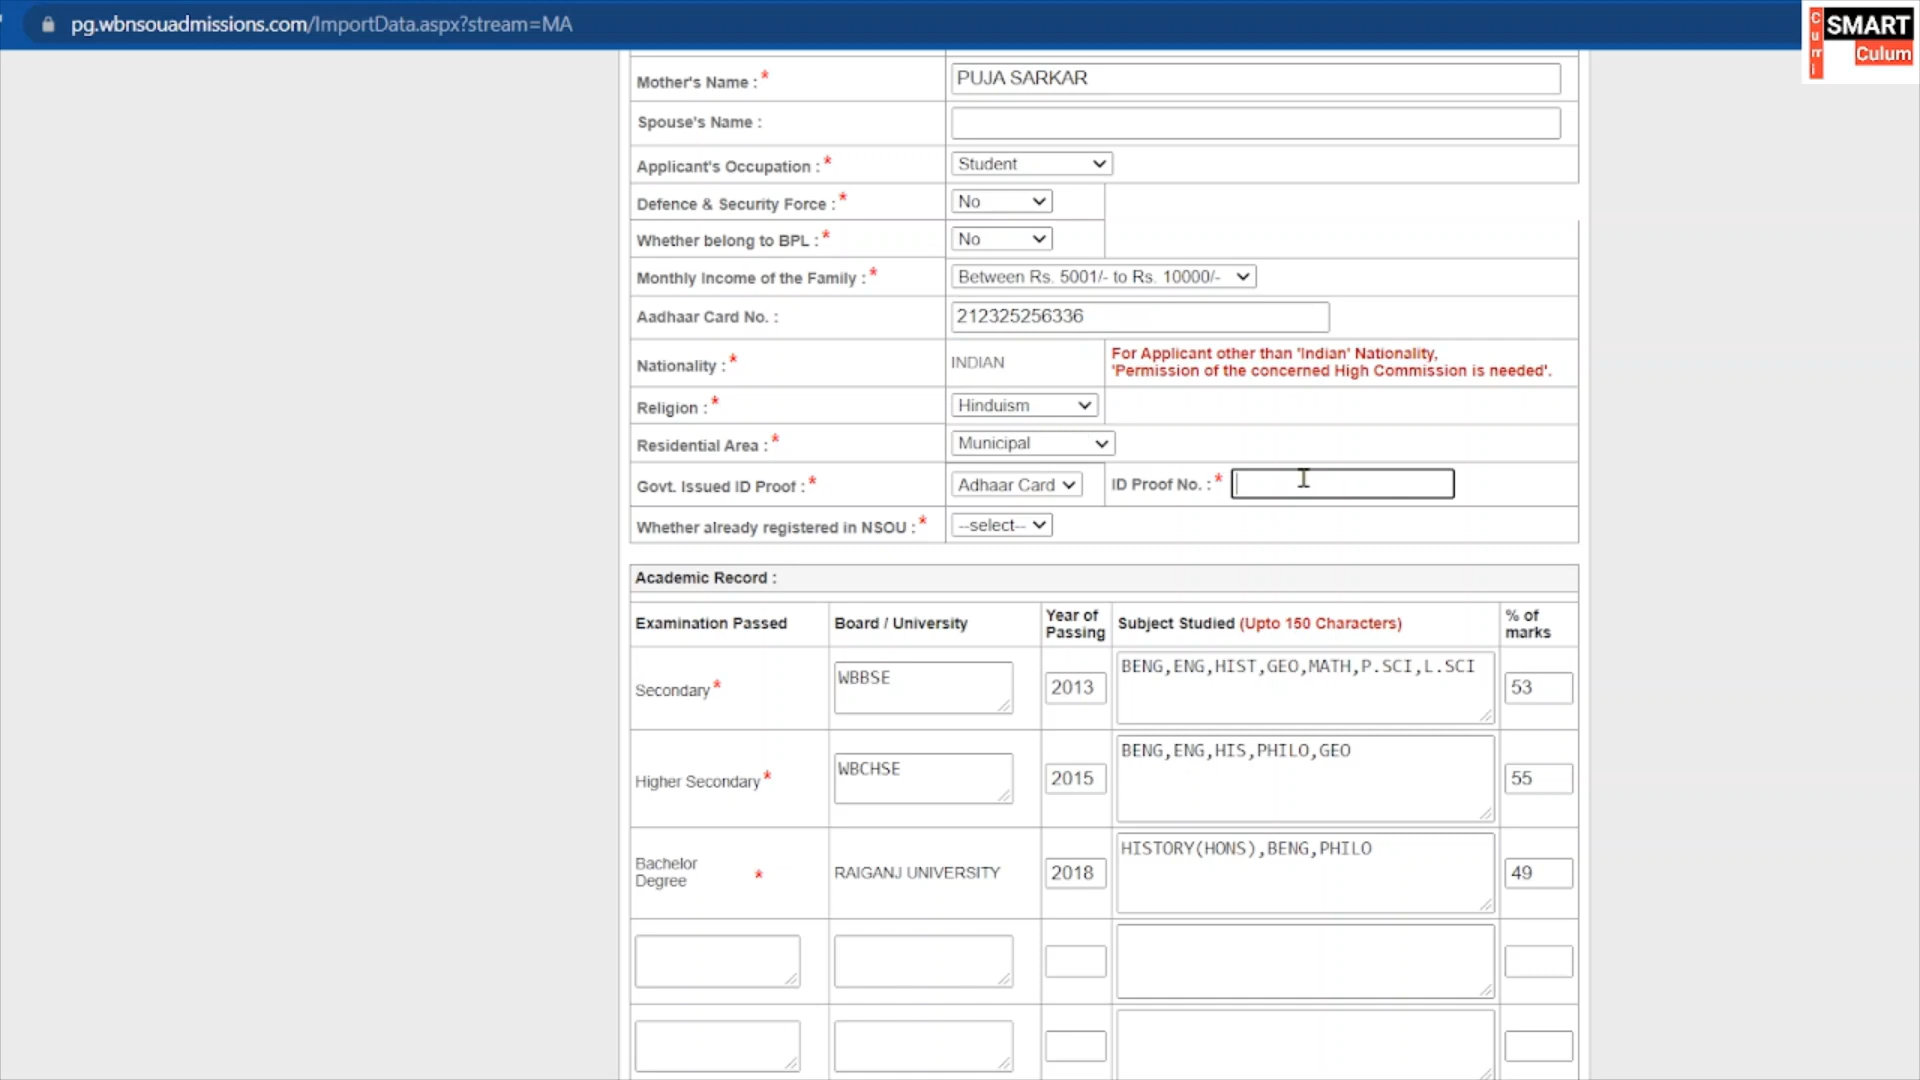 pg.wbnsouadmissions.com/ImportData.aspx?stream=MA
Curri
SMART
Culum
Mother's Name : * PUJA SARKAR
Spouse's Name :
Applicant's Occupation : * Student
Defence & Security Force : * No
Whether belong to BPL : * No
Monthly Income of the Family : * Between Rs. 5001/- to Rs. 10000/-
Aadhaar Card No. : 212325256336
Nationality : * INDIAN
For Applicant other than 'Indian' Nationality,
'Permission of the concerned High Commission is needed'.
Religion : * Hinduism
Residential Area : * Municipal
Govt. Issued ID Proof : * Adhaar Card ID Proof No. : *
Whether already registered in NSOU : * --select--
Academic Record :
Examination Passed Board / University Year of Passing Subject Studied (Upto 150 Characters) % of marks
Secondary * WBBSE 2013 BENG,ENG,HIST,GEO,MATH,P.SCI,L.SCI 53
Higher Secondary * WBCHSE 2015 BENG,ENG,HIS,PHILO,GEO 55
Bachelor Degree * RAIGANJ UNIVERSITY 2018 HISTORY(HONS),BENG,PHILO 49